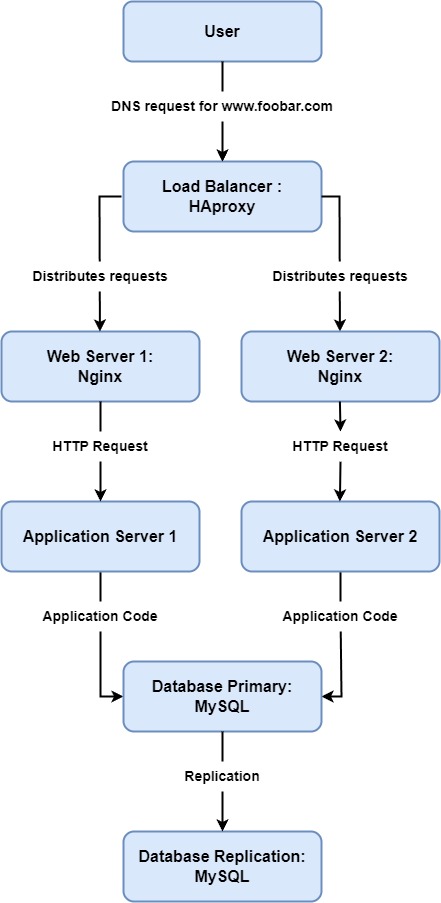 User
DNS request for www.foobar.com
Load Balancer :
HAproxy
Distributes requests
Distributes requests
Web Server 1:
Nginx
Web Server 2:
Nginx
HTTP Request
HTTP Request
Application Server 1
Application Server 2
Application Code
Application Code
Database Primary:
MySQL
Replication
Database Replication:
MySQL